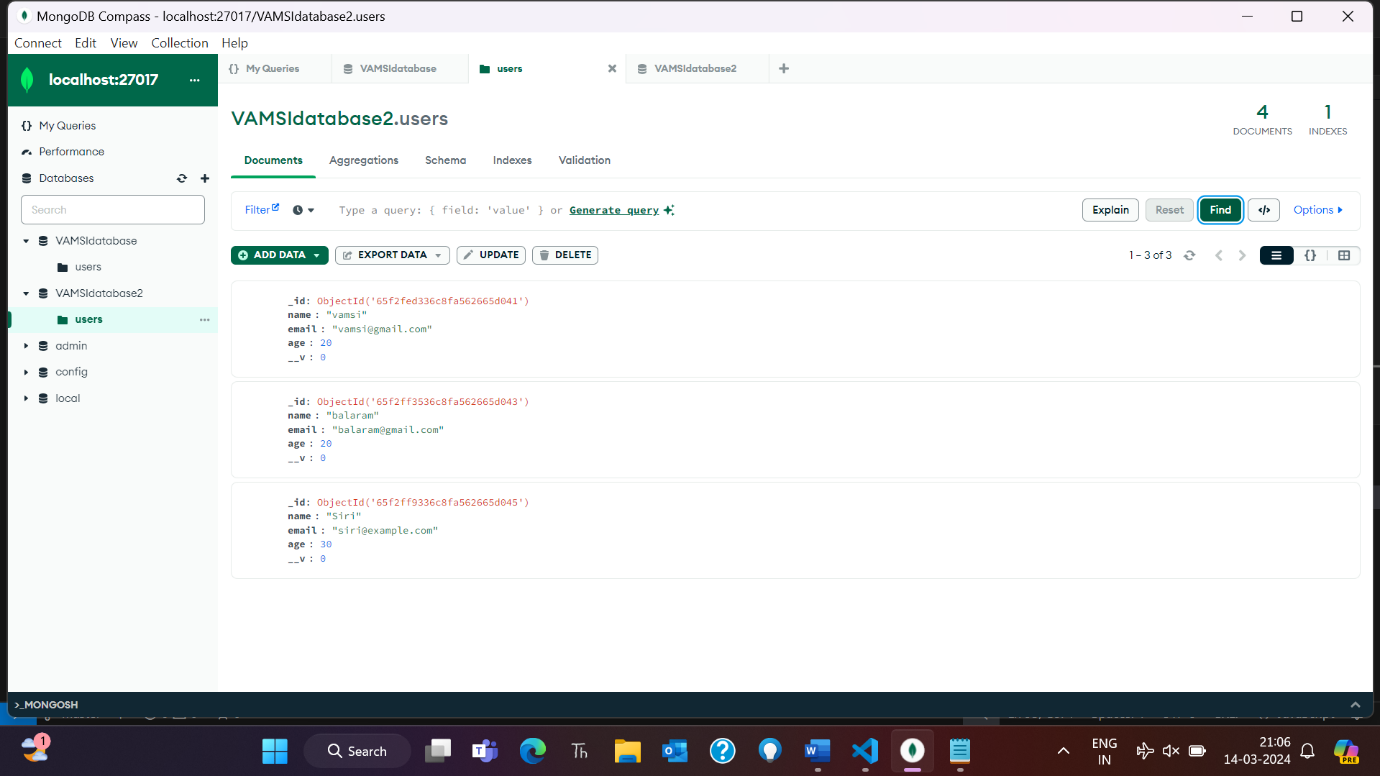 MongoDB Compass - localhost:27017/VAMSIdatabase2.users
Connect Edit View Collection Help
localhost:27017 ...
{} My Queries
VAMSIdatabase
users
VAMSIdatabase2
My Queries
Performance
Databases
Search
VAMSIdatabase
users
VAMSIdatabase2
users
admin
config
local
VAMSIdatabase2.users
4
DOCUMENTS
1
INDEXES
Documents Aggregations Schema Indexes Validation
Filter Type a query: { field: 'value' } or Generate query Explain Reset Find </> Options
ADD DATA EXPORT DATA UPDATE DELETE 1 – 3 of 3 {}
_id: ObjectId('65f2fed336c8fa562665d041')
name : "vamsi"
email : "vamsi@gmail.com"
age : 20
__v : 0
_id: ObjectId('65f2ff3536c8fa562665d043')
name : "balaram"
email : "balaram@gmail.com"
age : 20
__v : 0
_id: ObjectId('65f2ff9336c8fa562665d045')
name : "Siri"
email : "siri@example.com"
age : 30
__v : 0
>_MONGOSH
1
Search
Th
ENG
IN
21:06
14-03-2024
PRE